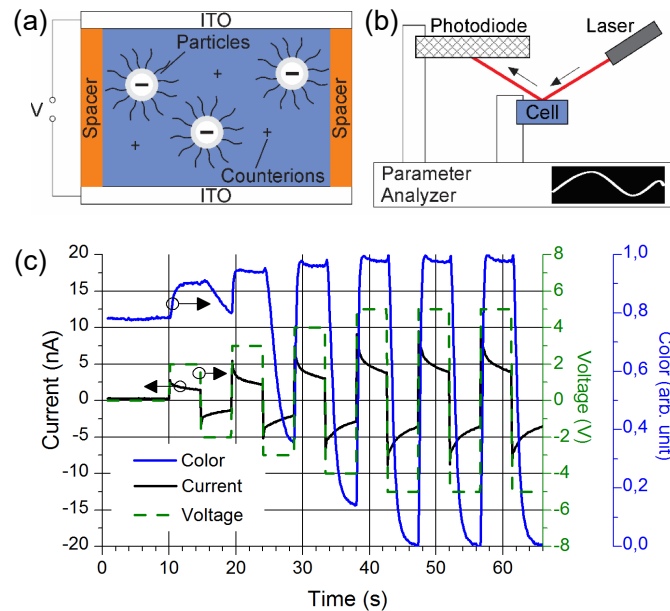 (a)
ITO
Particles
V
Spacer
Spacer
+
+
+
Counterions
ITO
(b)
Photodiode
Laser
Cell
Parameter
Analyzer
(c)
20
15
10
5
0
-5
-10
-15
-20
Current (nA)
0
10
20
30
40
50
60
Time (s)
8
6
4
2
0
-2
-4
-6
-8
Voltage (V)
1,0
0,8
0,6
0,4
0,2
0,0
Color (arb. unit)
Color
Current
Voltage